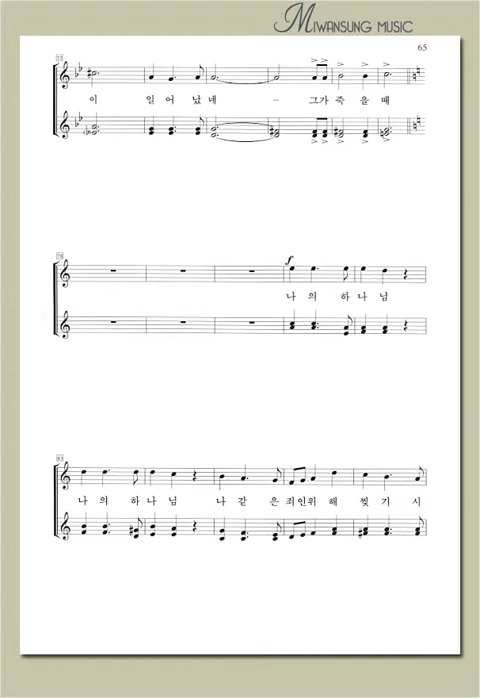 MIWANSUNG MUSIC
65
이 일 어 났 네 - 그가 죽 을 때
f
나 의 하 나 님
나 의 하 나 님 나 같 은 죄인위 해 찢 기 시